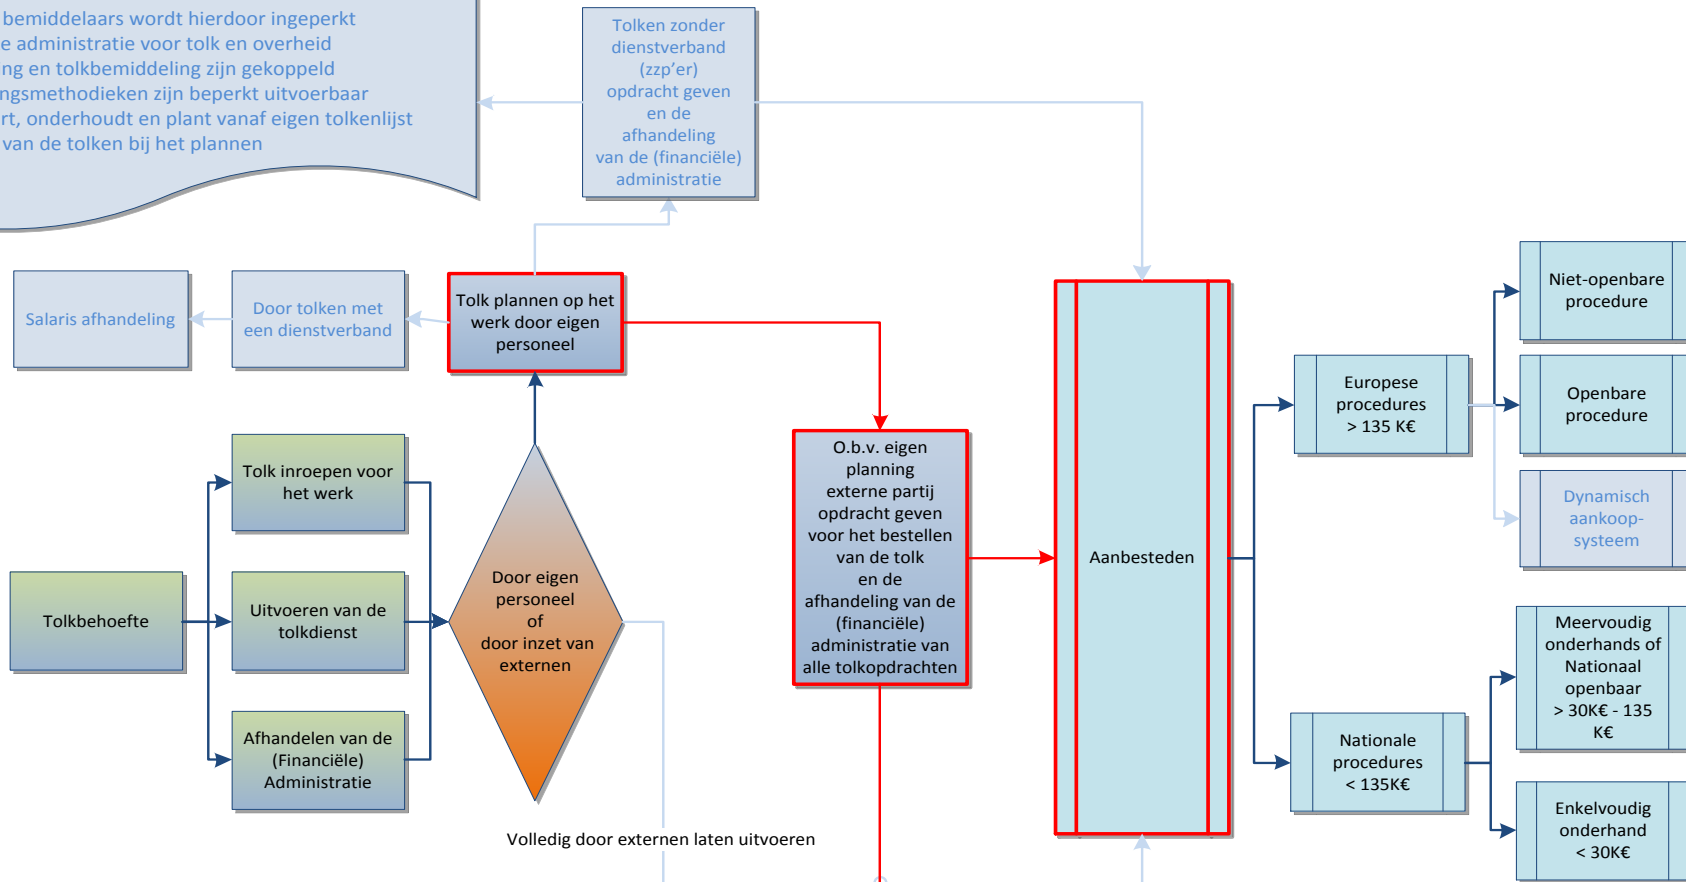 bemiddelaars wordt hierdoor ingeperkt
e administratie voor tolk en overheid
ng en tolkbemiddeling zijn gekoppeld
ngsmethodieken zijn beperkt uitvoerbaar
rt, onderhoudt en plant vanaf eigen tolkenlijst
van de tolken bij het plannen
Tolken zonder
dienstverband
(zzp’er)
opdracht geven
en de
afhandeling
van de (financiële)
administratie
Salaris afhandeling
Door tolken met
een dienstverband
Tolk plannen op het
werk door eigen
personeel
Tolkbehoefte
Tolk inroepen voor
het werk
Uitvoeren van de
tolkdienst
Afhandelen van de
(Financiële)
Administratie
Door eigen
personeel
of
door inzet van
externen
Volledig door externen laten uitvoeren
O.b.v. eigen
planning
externe partij
opdracht geven
voor het bestellen
van de tolk
en de
afhandeling van de
(financiële)
administratie van
alle tolkopdrachten
Aanbesteden
Europese
procedures
> 135 K€
Nationale
procedures
< 135K€
Niet-openbare
procedure
Openbare
procedure
Dynamisch
aankoop-
systeem
Meervoudig
onderhands of
Nationaal
openbaar
> 30K€ - 135
K€
Enkelvoudig
onderhand
< 30K€